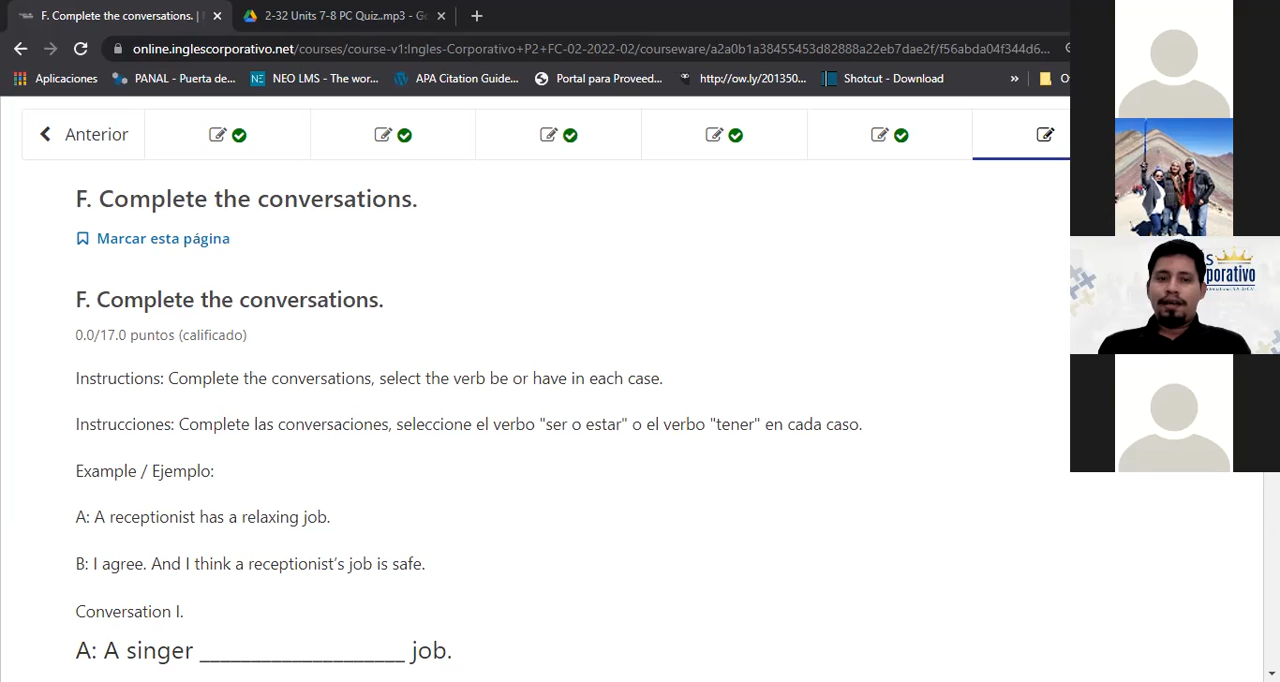 F. Complete the conversations. |
2-32 Units 7-8 PC Quiz..mp3 - Go
online.inglescorporativo.net/courses/course-v1:Ingles-Corporativo+P2+FC-02-2022-02/courseware/a2a0b1a38455453d82888a22eb7dae2f/f56abda04f344d6...
Aplicaciones
PANAL - Puerta de...
NE NEO LMS - The wor...
APA Citation Guide...
Portal para Proveed...
http://ow.ly/201350...
Shotcut - Download
»
Anterior
F. Complete the conversations.
Marcar esta página
F. Complete the conversations.
0.0/17.0 puntos (calificado)
Instructions: Complete the conversations, select the verb be or have in each case.
Instrucciones: Complete las conversaciones, seleccione el verbo "ser o estar" o el verbo "tener" en cada caso.
Example / Ejemplo:
A: A receptionist has a relaxing job.
B: I agree. And I think a receptionist’s job is safe.
Conversation I.
A: A singer ___________________ job.